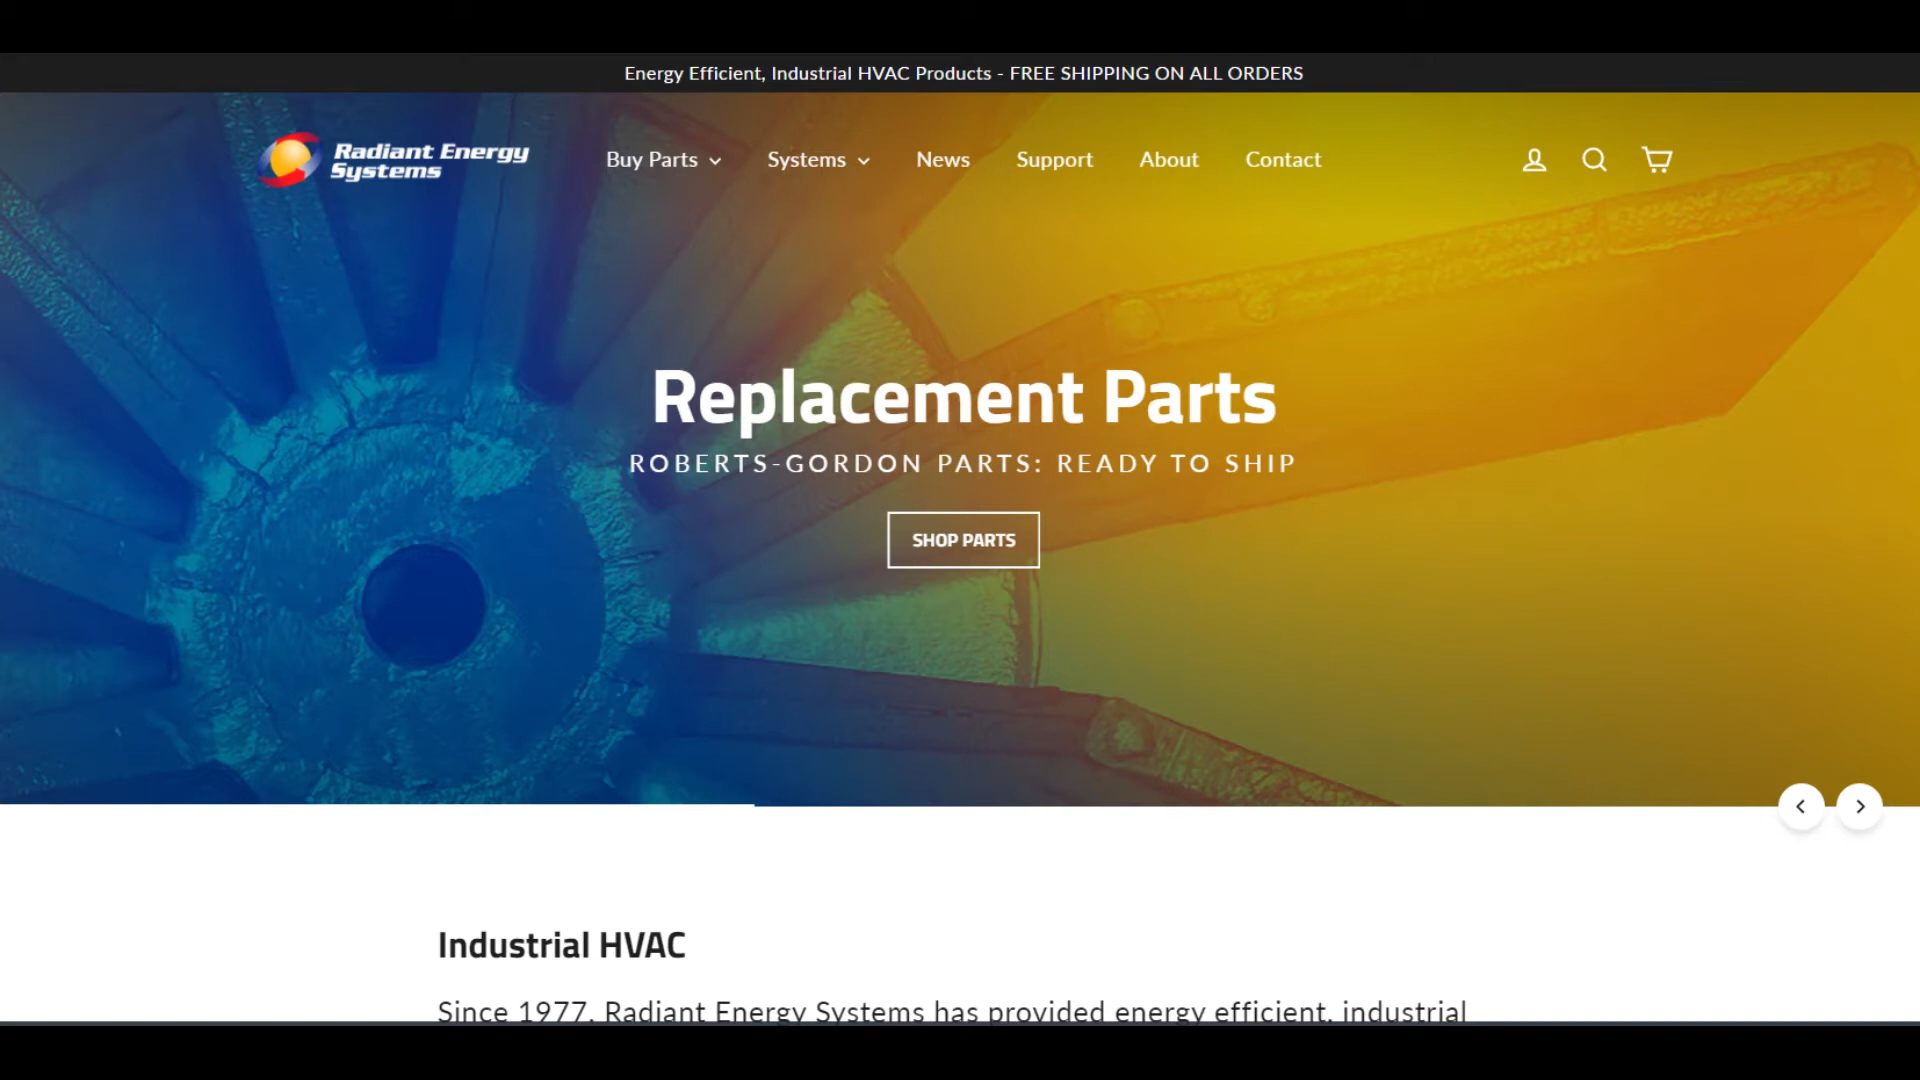 Energy Efficient, Industrial HVAC Products - FREE SHIPPING ON ALL ORDERS
Radiant Energy
Systems
Buy Parts
Systems
News
Support
About
Contact
Replacement Parts
ROBERTS-GORDON PARTS: READY TO SHIP
SHOP PARTS
Industrial HVAC
Since 1977, Radiant Energy Systems has provided energy efficient, industrial